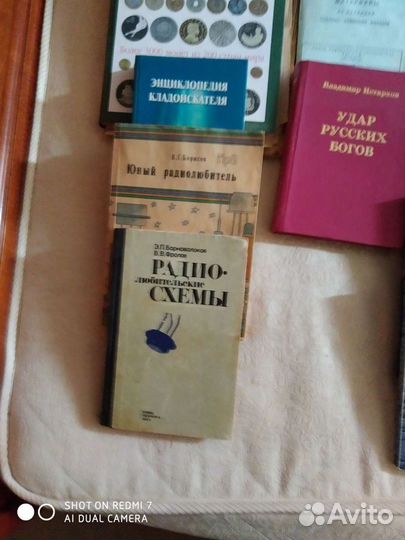 Более 3000 монет из 200 стран мира
ЭНЦИКЛОПЕДИЯ
КЛАДОИСКАТЕЛЯ
В.Г.Борисов
Юный радиолюбитель
Э.П.Борноволоков
В.В.Фролов
РАДИО-
ЛЮБИТЕЛЬСКИЕ
СХЕМЫ
Владимир Истархов
УДАР
РУССКИХ
БОГОВ
SHOT ON REDMI 7
AI DUAL CAMERA
Avito